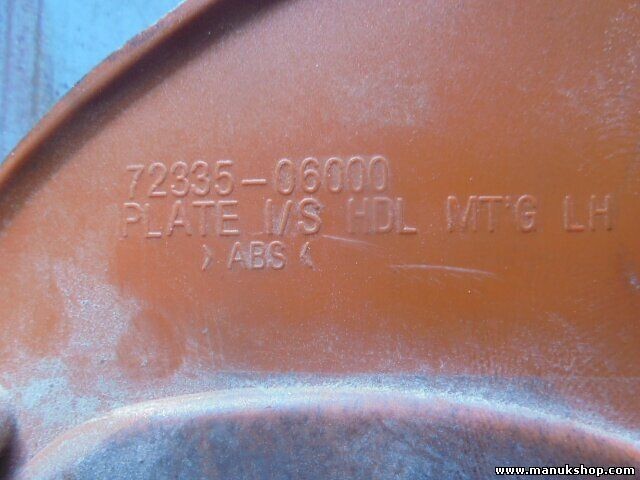 72335-06000
PLATE I/S HDL MT'G LH
>ABS<
www.manukshop.com